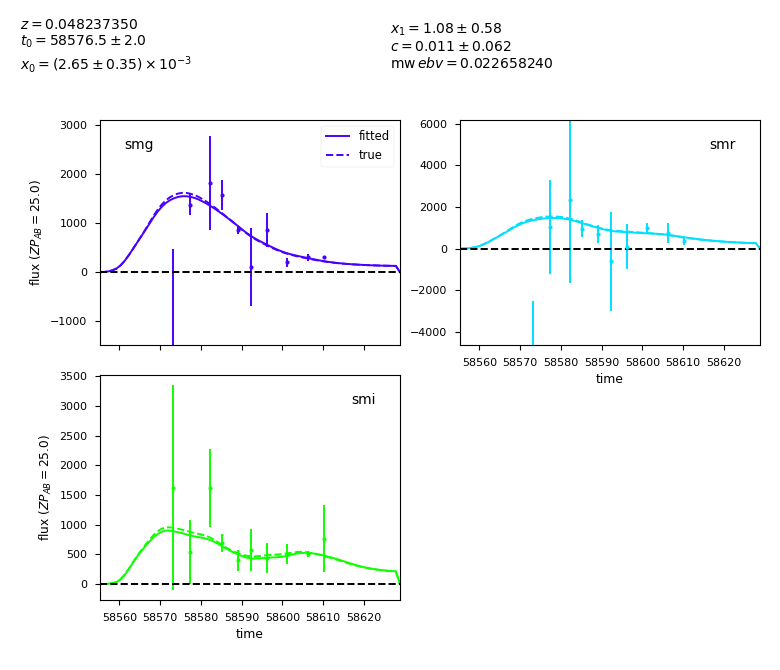 z = 0.048237350
t₀ = 58576.5 ± 2.0
x₀ = (2.65 ± 0.35) × 10⁻³
x₁ = 1.08 ± 0.58
c = 0.011 ± 0.062
mw ebv = 0.022658240
smg
fitted
true
3000
2000
1000
0
−1000
flux (ZP_AB = 25.0)
smr
6000
4000
2000
0
−2000
−4000
58560 58570 58580 58590 58600 58610 58620
time
smi
3500
3000
2500
2000
1500
1000
500
0
flux (ZP_AB = 25.0)
58560 58570 58580 58590 58600 58610 58620
time